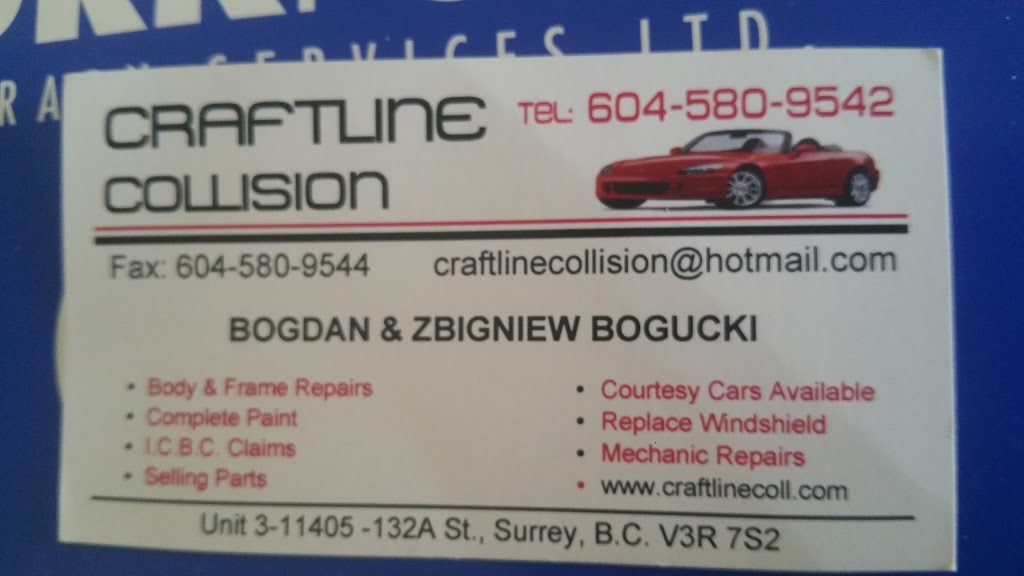 SERVICES LTD.
CRAFTLINE
COLLISION
TEL: 604-580-9542
Fax: 604-580-9544
craftlinecollision@hotmail.com
BOGDAN & ZBIGNIEW BOGUCKI
• Body & Frame Repairs
• Complete Paint
• I.C.B.C. Claims
• Selling Parts
• Courtesy Cars Available
• Replace Windshield
• Mechanic Repairs
• www.craftlinecoll.com
Unit 3-11405 -132A St., Surrey, B.C. V3R 7S2